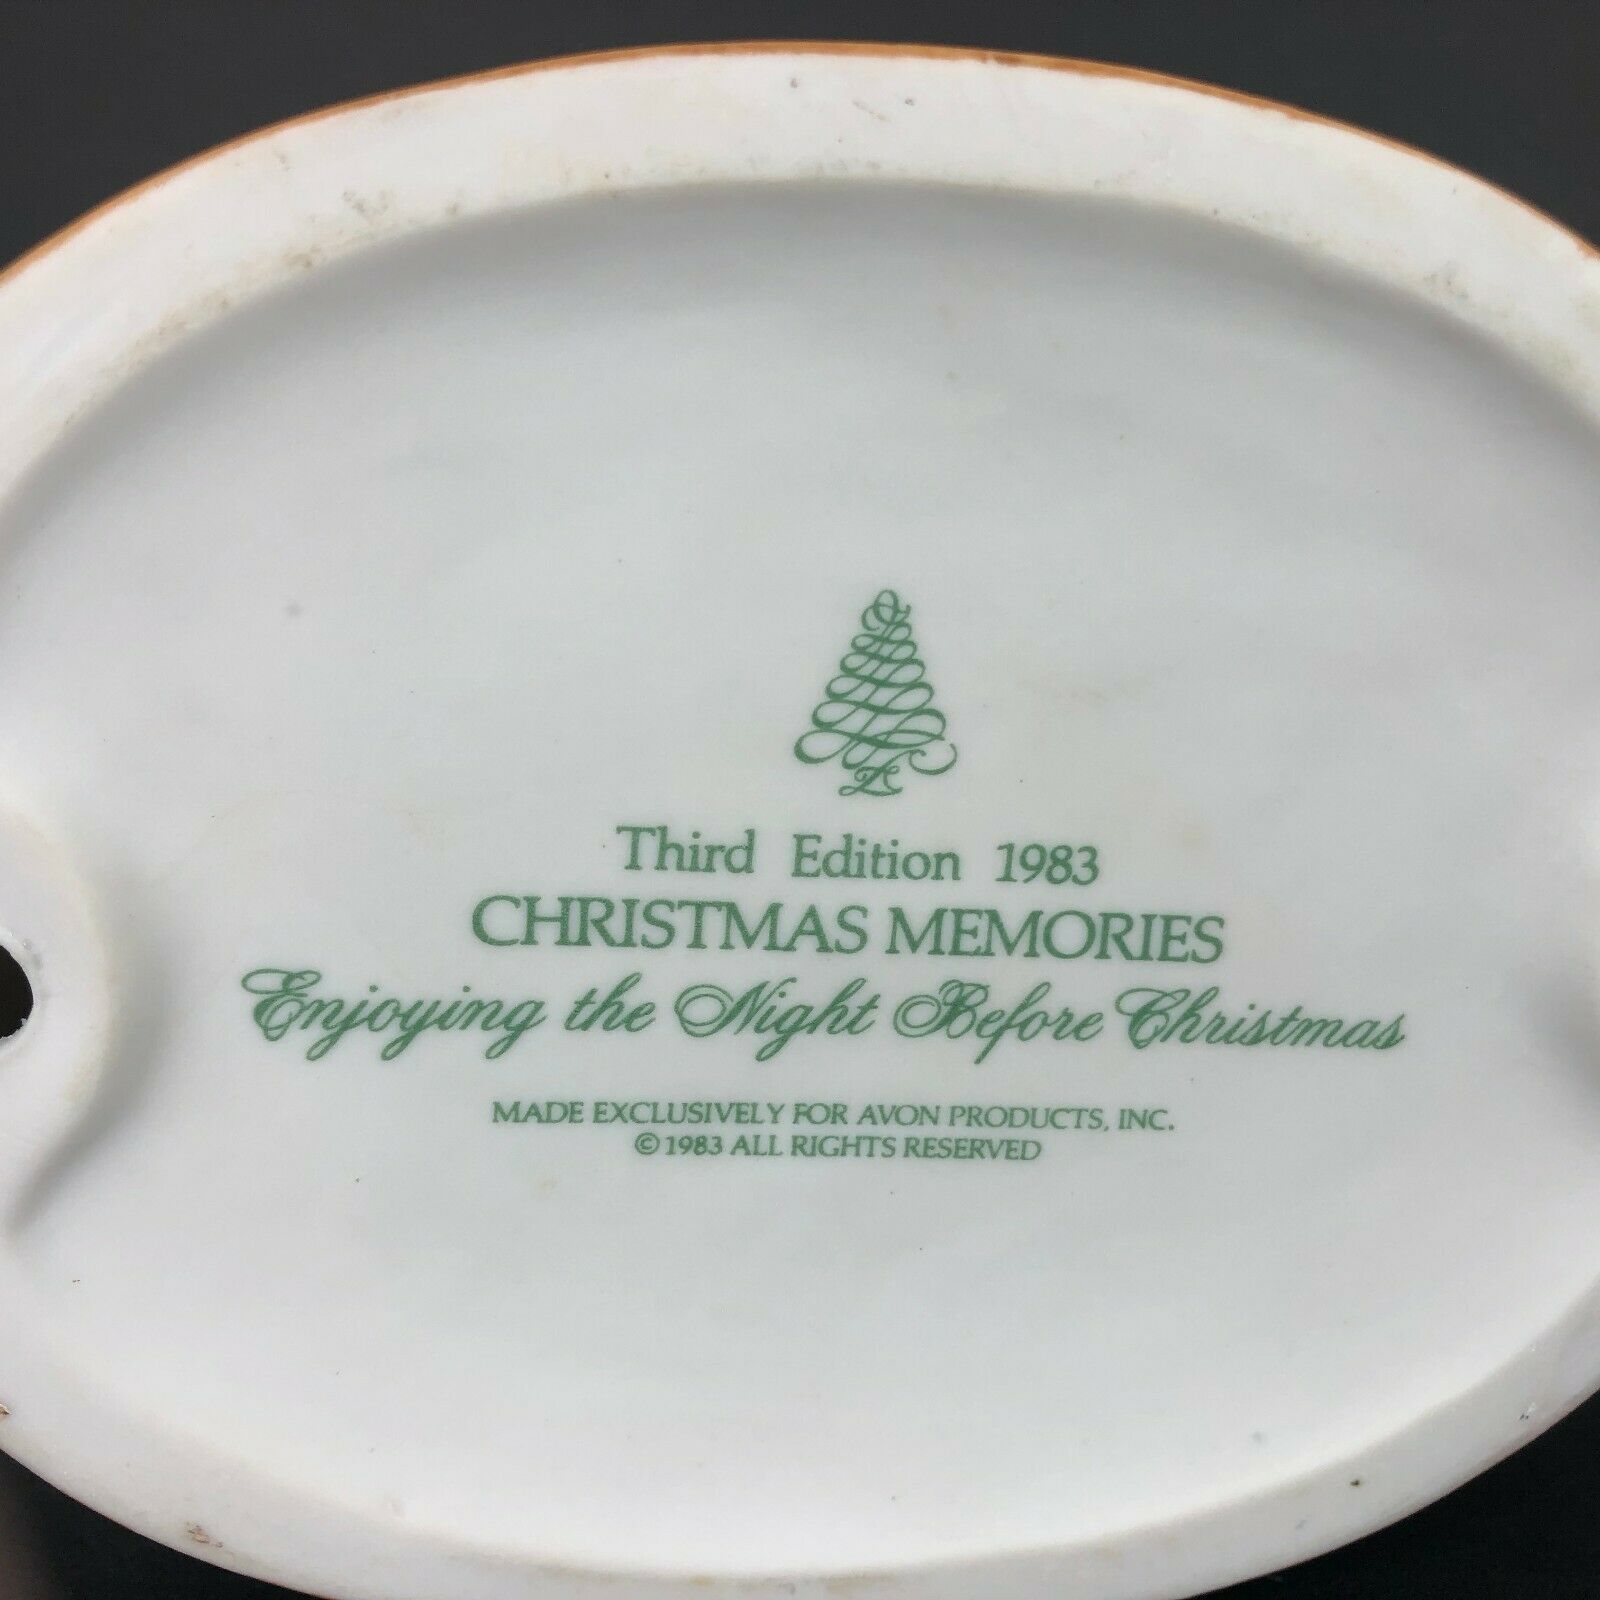 Third Edition 1983
CHRISTMAS MEMORIES
Enjoying the Night Before Christmas
MADE EXCLUSIVELY FOR AVON PRODUCTS, INC.
© 1983 ALL RIGHTS RESERVED